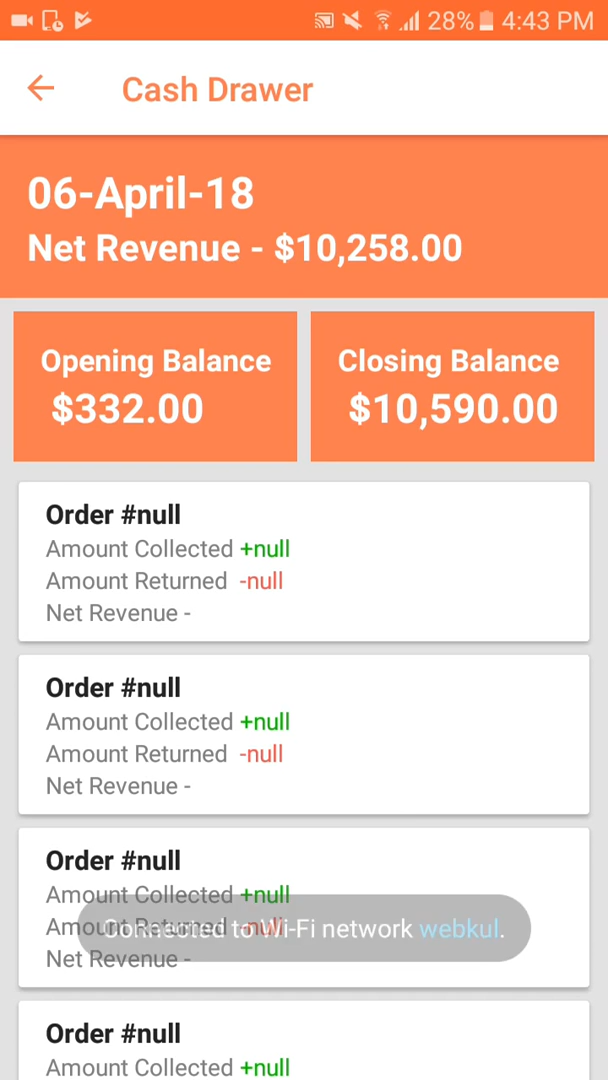 28% 4:43 PM
Cash Drawer
06-April-18
Net Revenue - $10,258.00
Opening Balance
$332.00
Closing Balance
$10,590.00
Order #null
Amount Collected +null
Amount Returned -null
Net Revenue -
Order #null
Amount Collected +null
Amount Returned -null
Net Revenue -
Order #null
Amount Collected +null
Amount Returned -null
Connected to Wi-Fi network webkul.
Net Revenue -
Order #null
Amount Collected +null